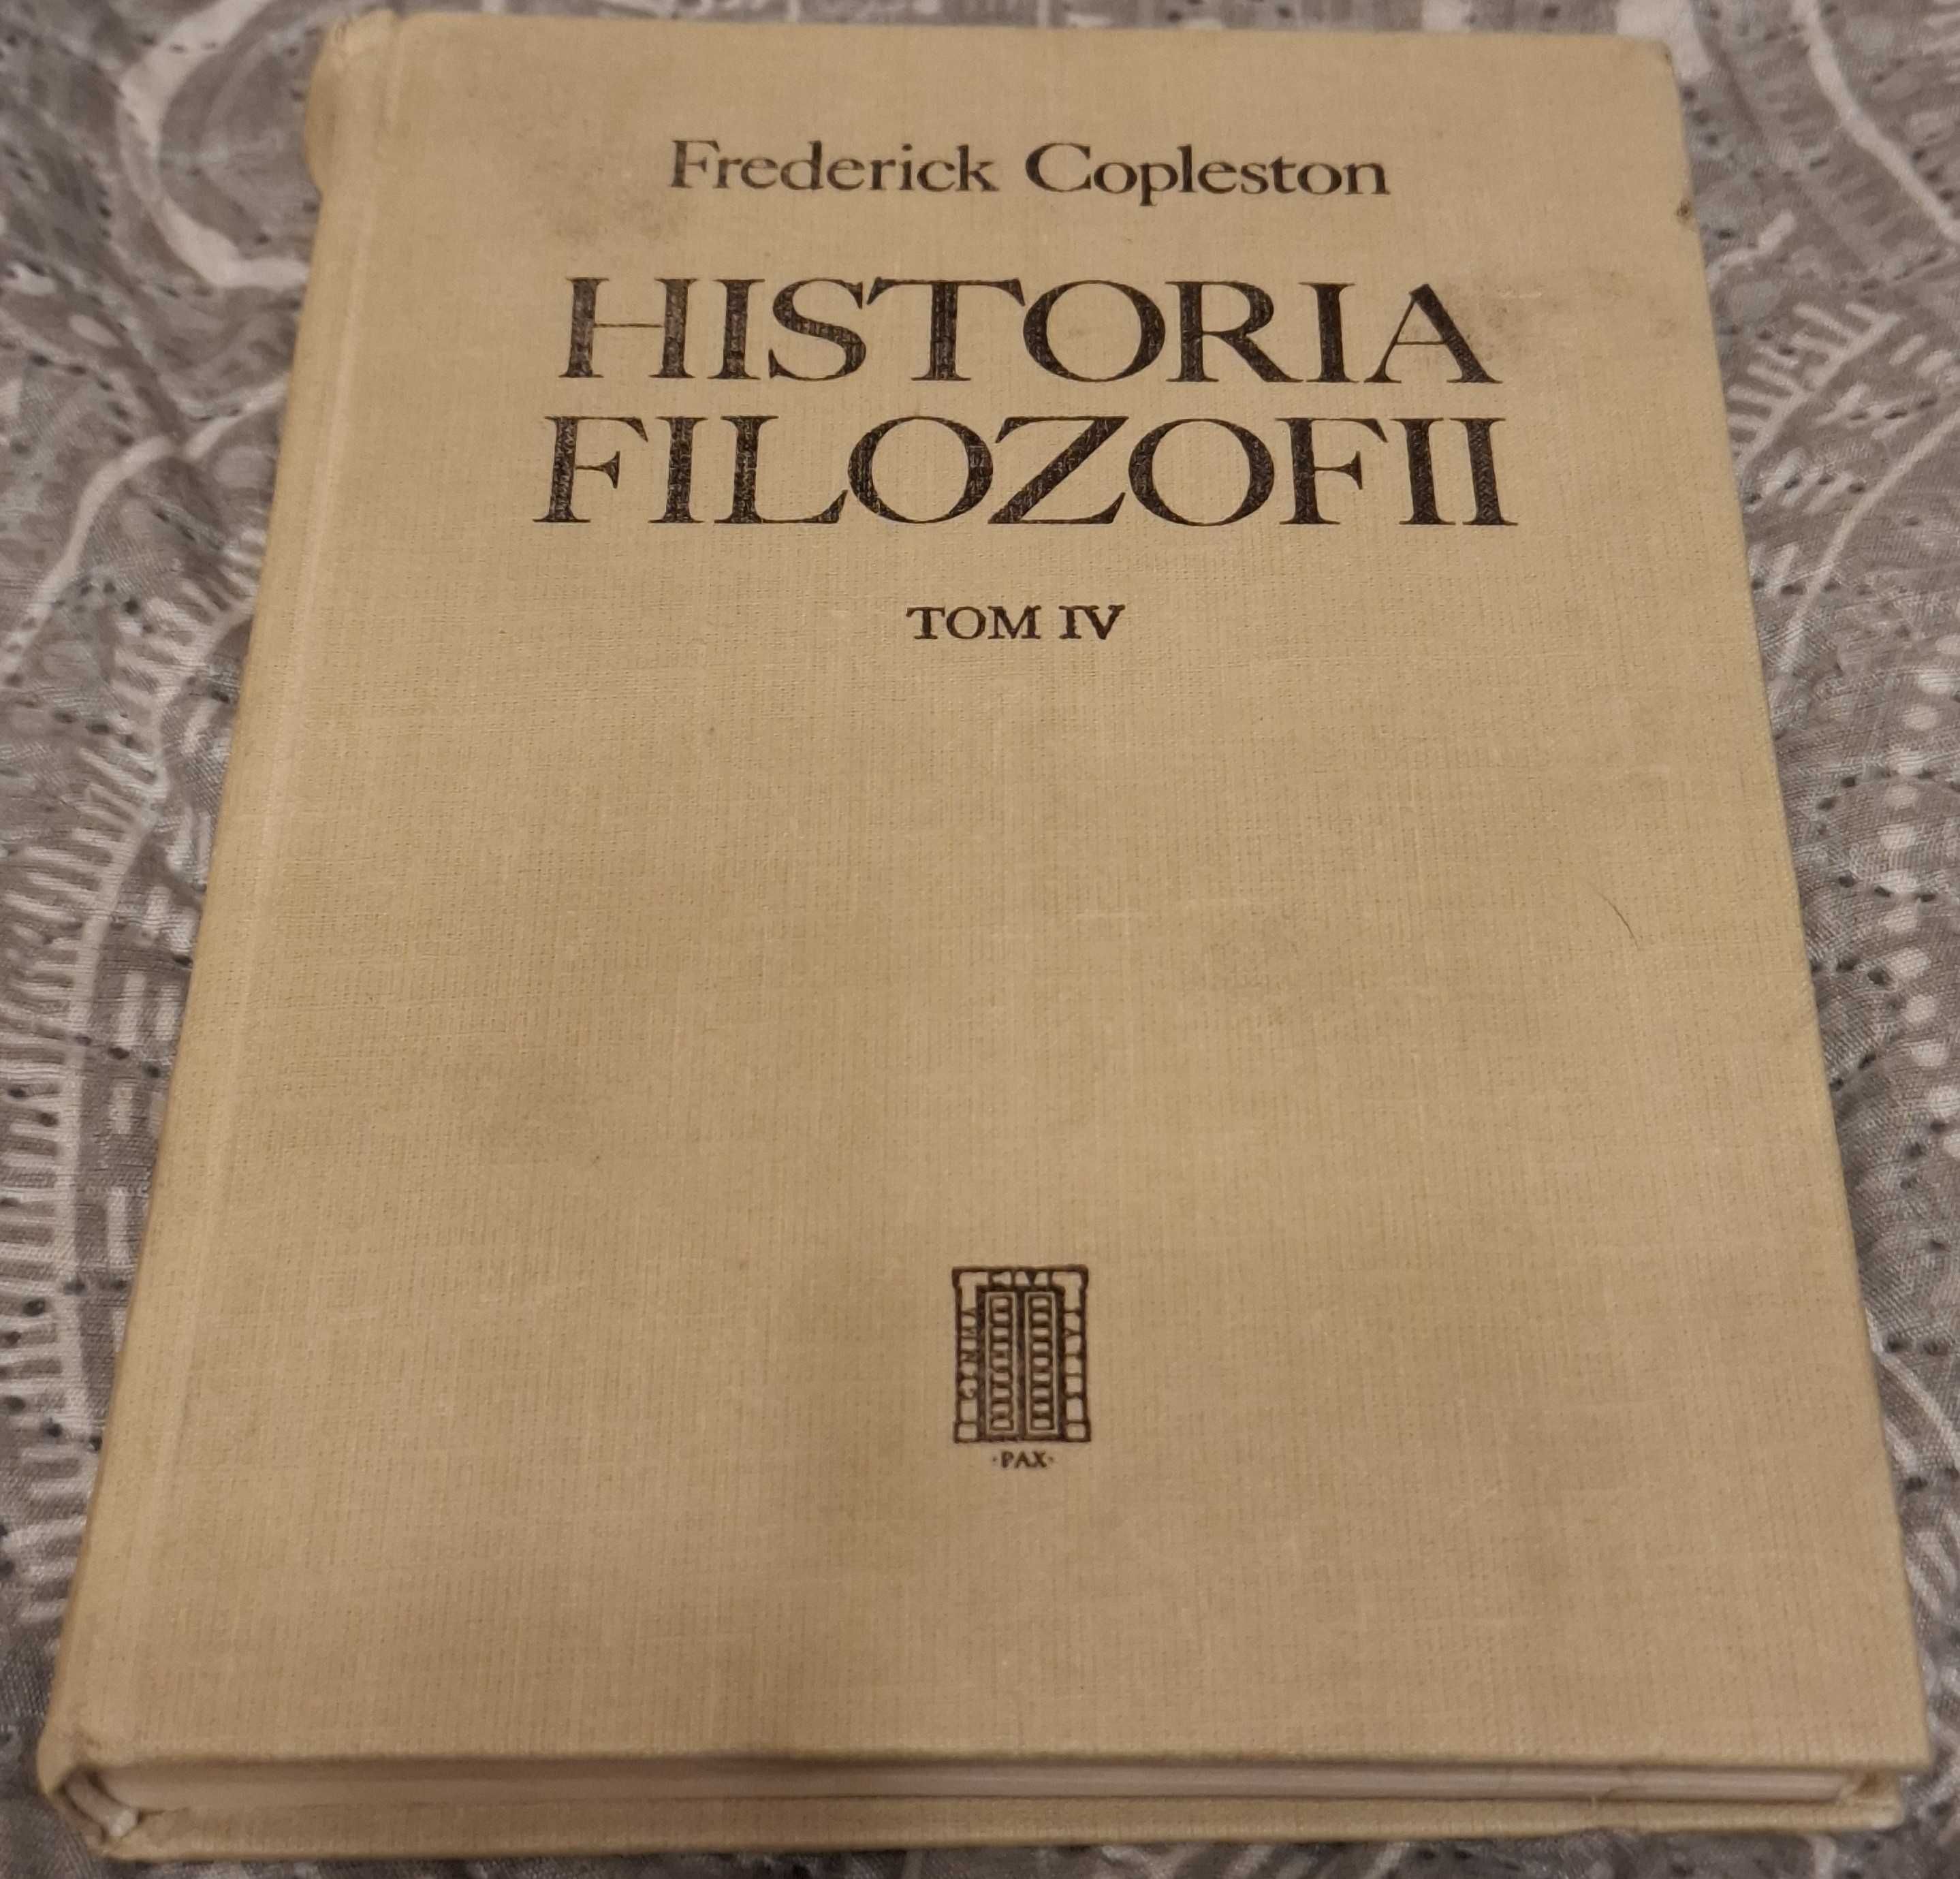 Frederick Copleston
HISTORIA
FILOZOFII
TOM IV
·PAX·